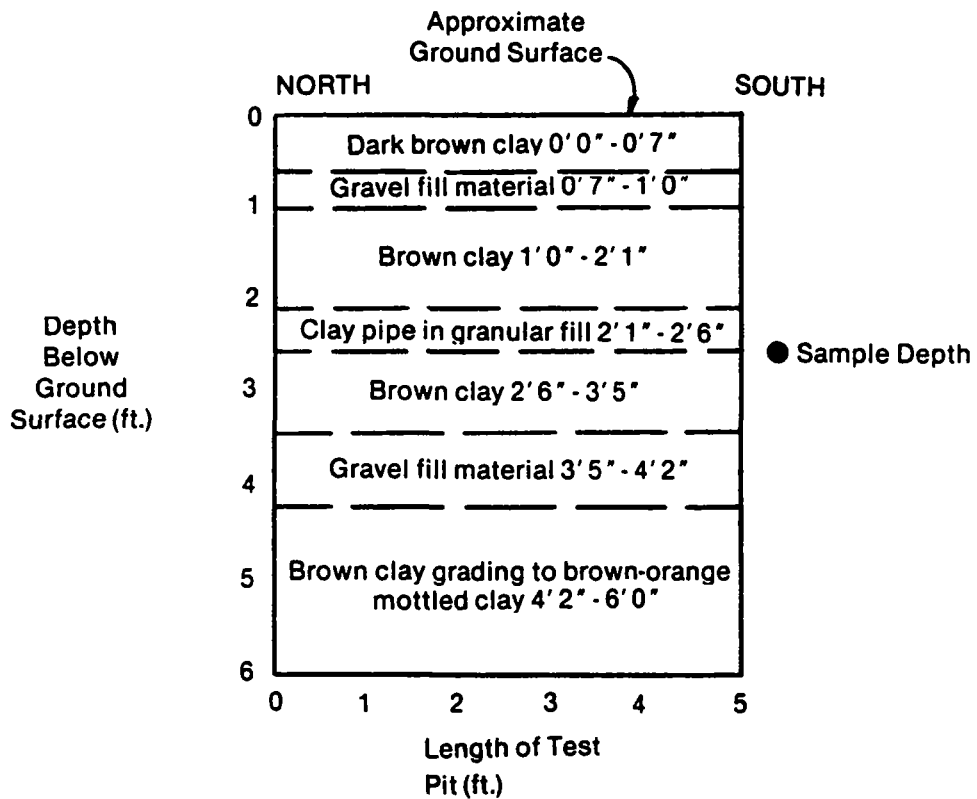 Approximate
Ground Surface
NORTH
SOUTH
0
Dark brown clay 0' 0" - 0' 7"
Gravel fill material 0' 7" - 1' 0"
1
Brown clay 1' 0" - 2' 1"
2
Clay pipe in granular fill 2' 1" - 2' 6"
Sample Depth
Depth
Below
Ground
Surface (ft.)
3
Brown clay 2' 6" - 3' 5"
Gravel fill material 3' 5" - 4' 2"
4
5
Brown clay grading to brown-orange
mottled clay 4' 2" - 6' 0"
6
0 1 2 3 4 5
Length of Test
Pit (ft.)